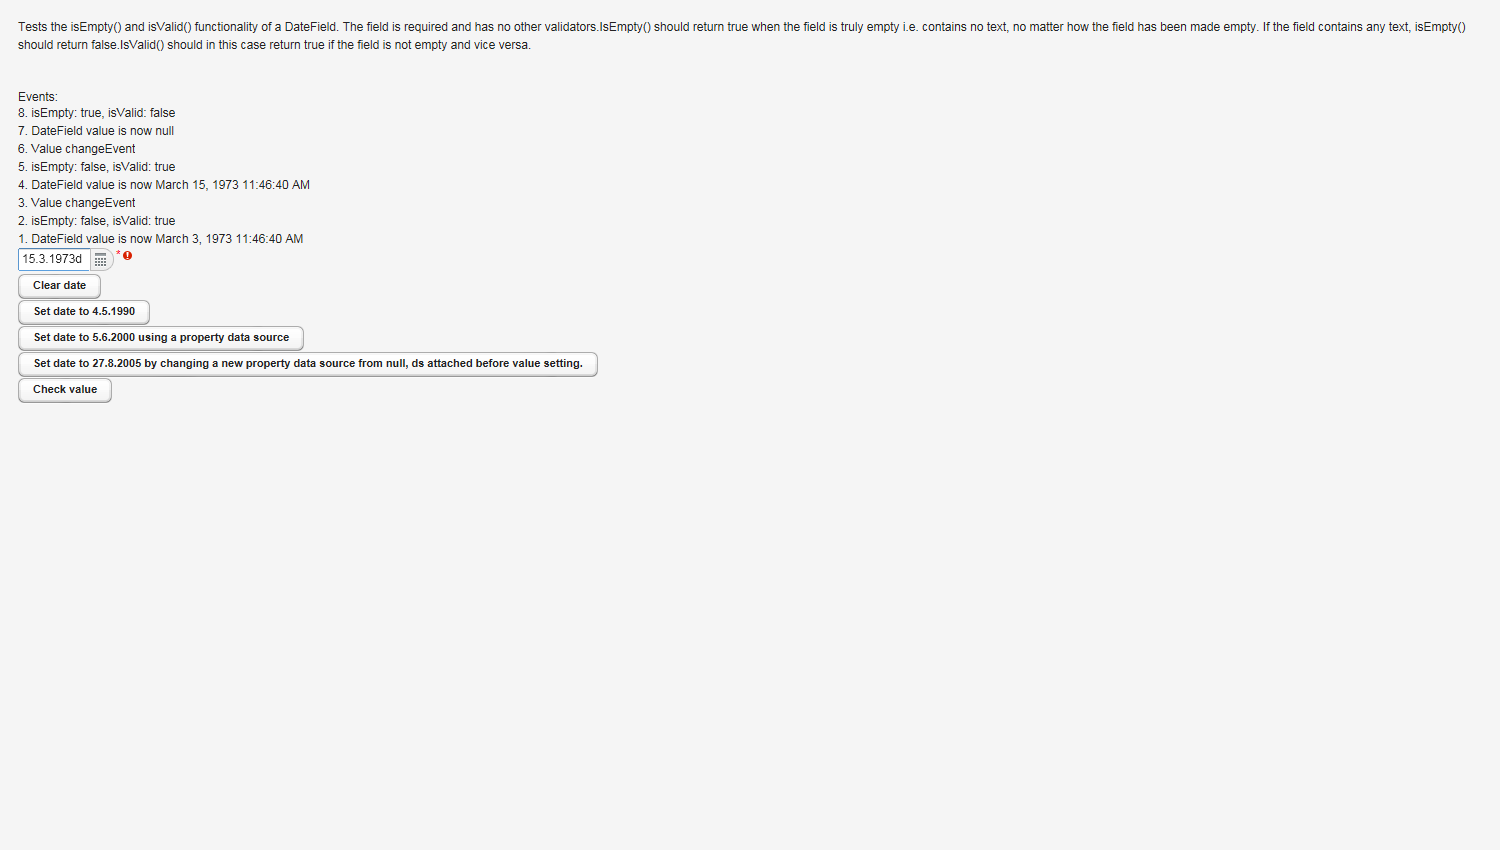 Tests the isEmpty() and isValid() functionality of a DateField. The field is required and has no other validators.IsEmpty() should return true when the field is truly empty i.e. contains no text, no matter how the field has been made empty. If the field contains any text, isEmpty()
should return false.IsValid() should in this case return true if the field is not empty and vice versa.
Events:
8. isEmpty: true, isValid: false
7. DateField value is now null
6. Value changeEvent
5. isEmpty: false, isValid: true
4. DateField value is now March 15, 1973 11:46:40 AM
3. Value changeEvent
2. isEmpty: false, isValid: true
1. DateField value is now March 3, 1973 11:46:40 AM
15.3.1973d *
Clear date
Set date to 4.5.1990
Set date to 5.6.2000 using a property data source
Set date to 27.8.2005 by changing a new property data source from null, ds attached before value setting.
Check value